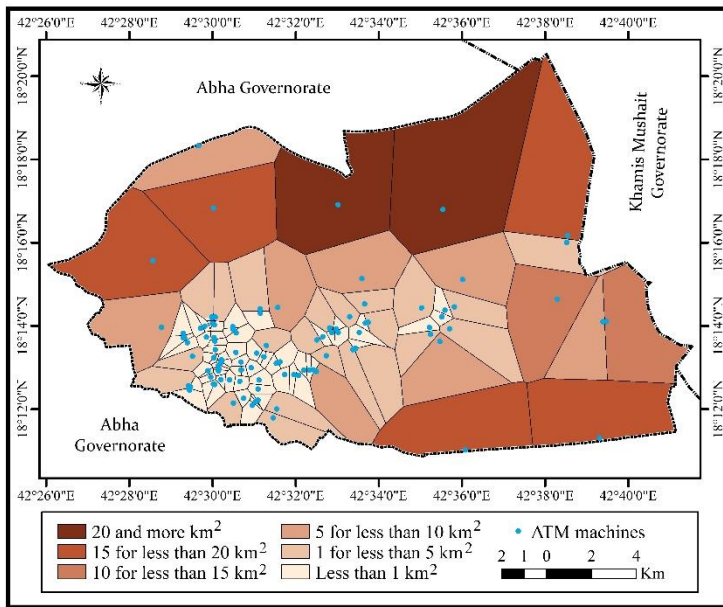 42°26'0"E 42°28'0"E 42°30'0"E 42°32'0"E 42°34'0"E 42°36'0"E 42°38'0"E 42°40'0"E
18°20'0"N 18°20'0"N
Abha Governorate
Khamis Mushait
Governorate
18°18'0"N 18°18'0"N
18°16'0"N 18°16'0"N
18°14'0"N 18°14'0"N
18°12'0"N 18°12'0"N
Abha
Governorate
42°26'0"E 42°28'0"E 42°30'0"E 42°32'0"E 42°34'0"E 42°36'0"E 42°38'0"E 42°40'0"E
20 and more km² 5 for less than 10 km² ATM machines
15 for less than 20 km² 1 for less than 5 km² 2 1 0 2 4
10 for less than 15 km² Less than 1 km² Km